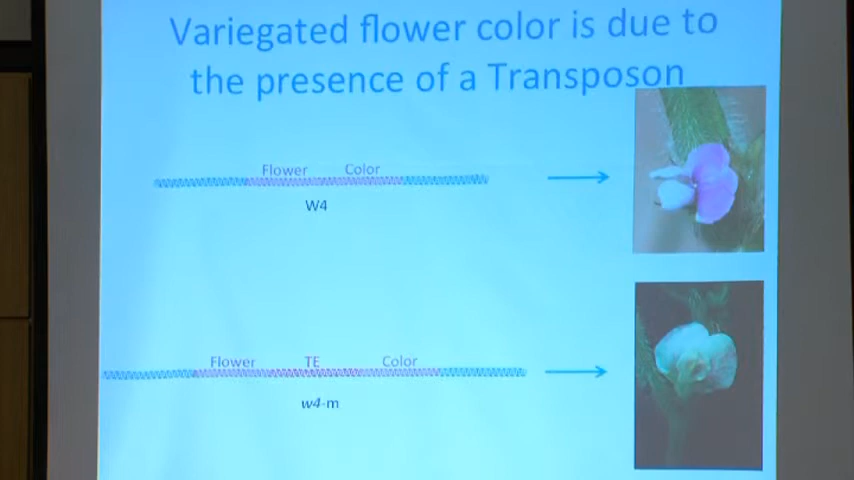 Variegated flower color is due to
the presence of a Transposon
Flower Color
W4
Flower TE Color
w4-m